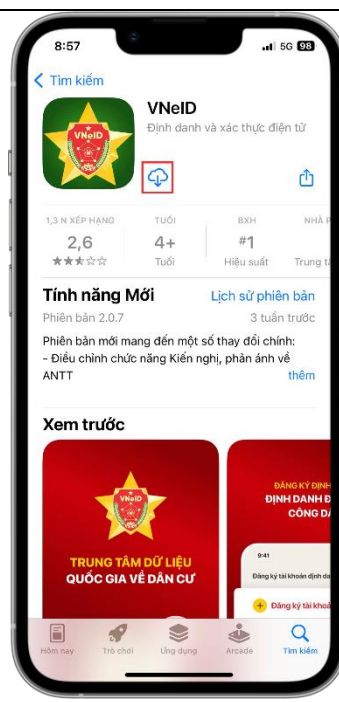 8:57
5G 98
Tìm kiếm
VNeID
VNeID
Định danh và xác thực điện tử
1,3 N XẾP HẠNG
TUỔI
BXH
NHÀ
2,6
4+
#1
Tuổi
Hiệu suất
Trung
Tính năng Mới
Lịch sử phiên bản
Phiên bản 2.0.7
3 tuần trước
Phiên bản mới mang đến một số thay đổi chính:
- Điều chỉnh chức năng Kiến nghị, phản ánh về
ANTT
thêm
Xem trước
VNeID
TRUNG TÂM DỮ LIỆU
QUỐC GIA VỀ DÂN CƯ
ĐĂNG KÝ ĐỊNH
ĐỊNH DANH
CÔNG
9:41
Đăng ký tài khoản định
+ Đăng ký tài
Hôm nay
Trò chơi
Ứng dụng
Arcade
Tìm kiếm